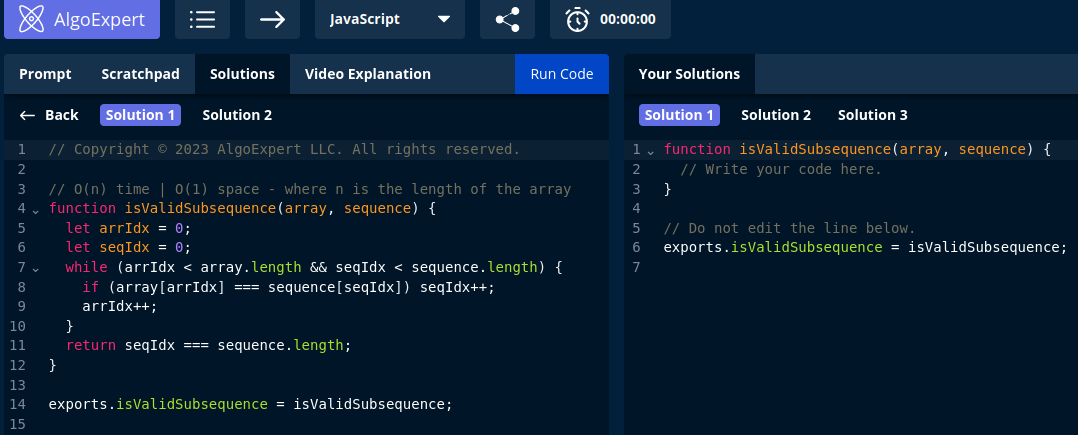 AlgoExpert
JavaScript
00:00:00
Prompt Scratchpad Solutions Video Explanation Run Code
Back Solution 1 Solution 2
1 // Copyright © 2023 AlgoExpert LLC. All rights reserved.
2
3 // O(n) time | O(1) space - where n is the length of the array
4 function isValidSubsequence(array, sequence) {
5   let arrIdx = 0;
6   let seqIdx = 0;
7   while (arrIdx < array.length && seqIdx < sequence.length) {
8     if (array[arrIdx] === sequence[seqIdx]) seqIdx++;
9     arrIdx++;
10   }
11   return seqIdx === sequence.length;
12 }
13
14 exports.isValidSubsequence = isValidSubsequence;
15
Your Solutions
Solution 1 Solution 2 Solution 3
1 function isValidSubsequence(array, sequence) {
2   // Write your code here.
3 }
4
5 // Do not edit the line below.
6 exports.isValidSubsequence = isValidSubsequence;
7